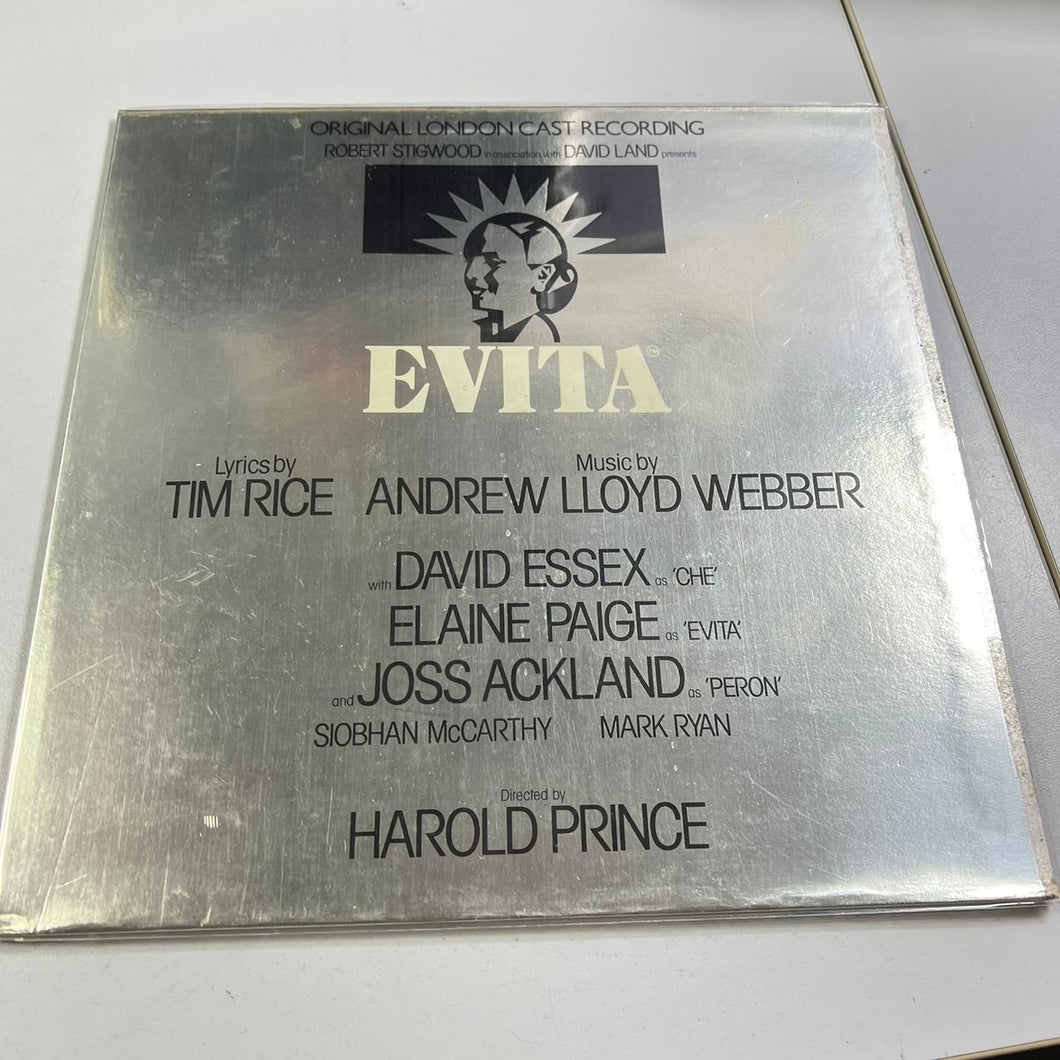 ORIGINAL LONDON CAST RECORDING
ROBERT STIGWOOD in association with DAVID LAND presents
EVITA™
Lyrics by Music by
TIM RICE ANDREW LLOYD WEBBER
with DAVID ESSEX as 'CHE'
ELAINE PAIGE as 'EVITA'
and JOSS ACKLAND as 'PERON'
SIOBHAN McCARTHY MARK RYAN
Directed by
HAROLD PRINCE